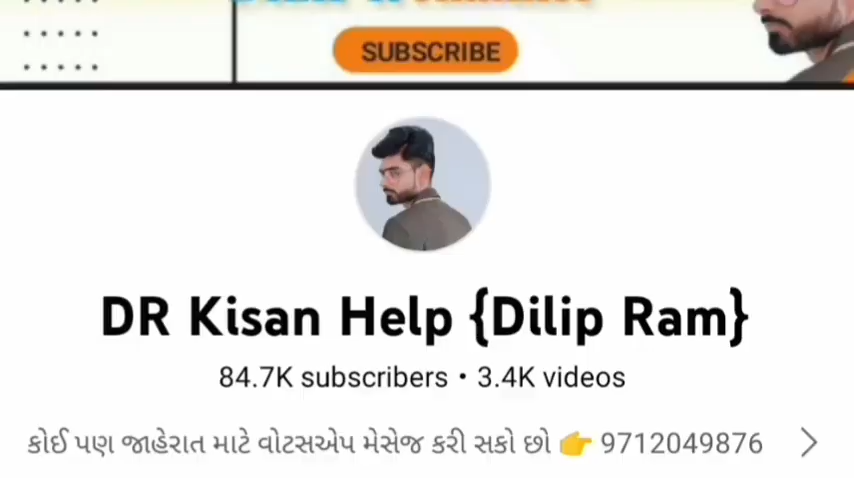 SUBSCRIBE
DR Kisan Help {Dilip Ram}
84.7K subscribers • 3.4K videos
કોઈ પણ જાહેરાત માટે વોટસએપ મેસેજ કરી સકો છો 👉 9712049876